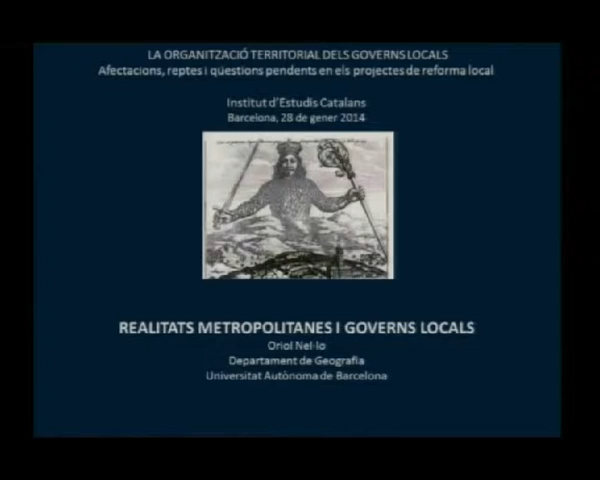 LA ORGANITZACIÓ TERRITORIAL DELS GOVERNS LOCALS
Afectacions, reptes i qüestions pendents en els projectes de reforma local
Institut d'Estudis Catalans
Barcelona, 28 de gener 2014
REALITATS METROPOLITANES I GOVERNS LOCALS
Oriol Nel·lo
Departament de Geografia
Universitat Autònoma de Barcelona